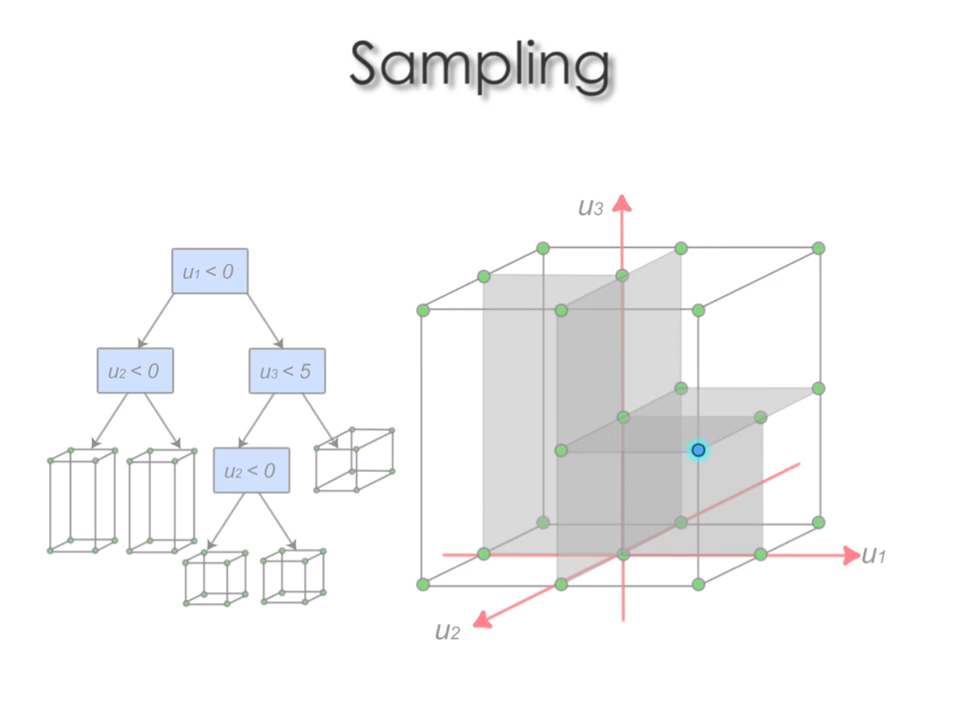 Sampling
u3
u1 < 0
u2 < 0
u3 < 5
u2 < 0
u1
u2